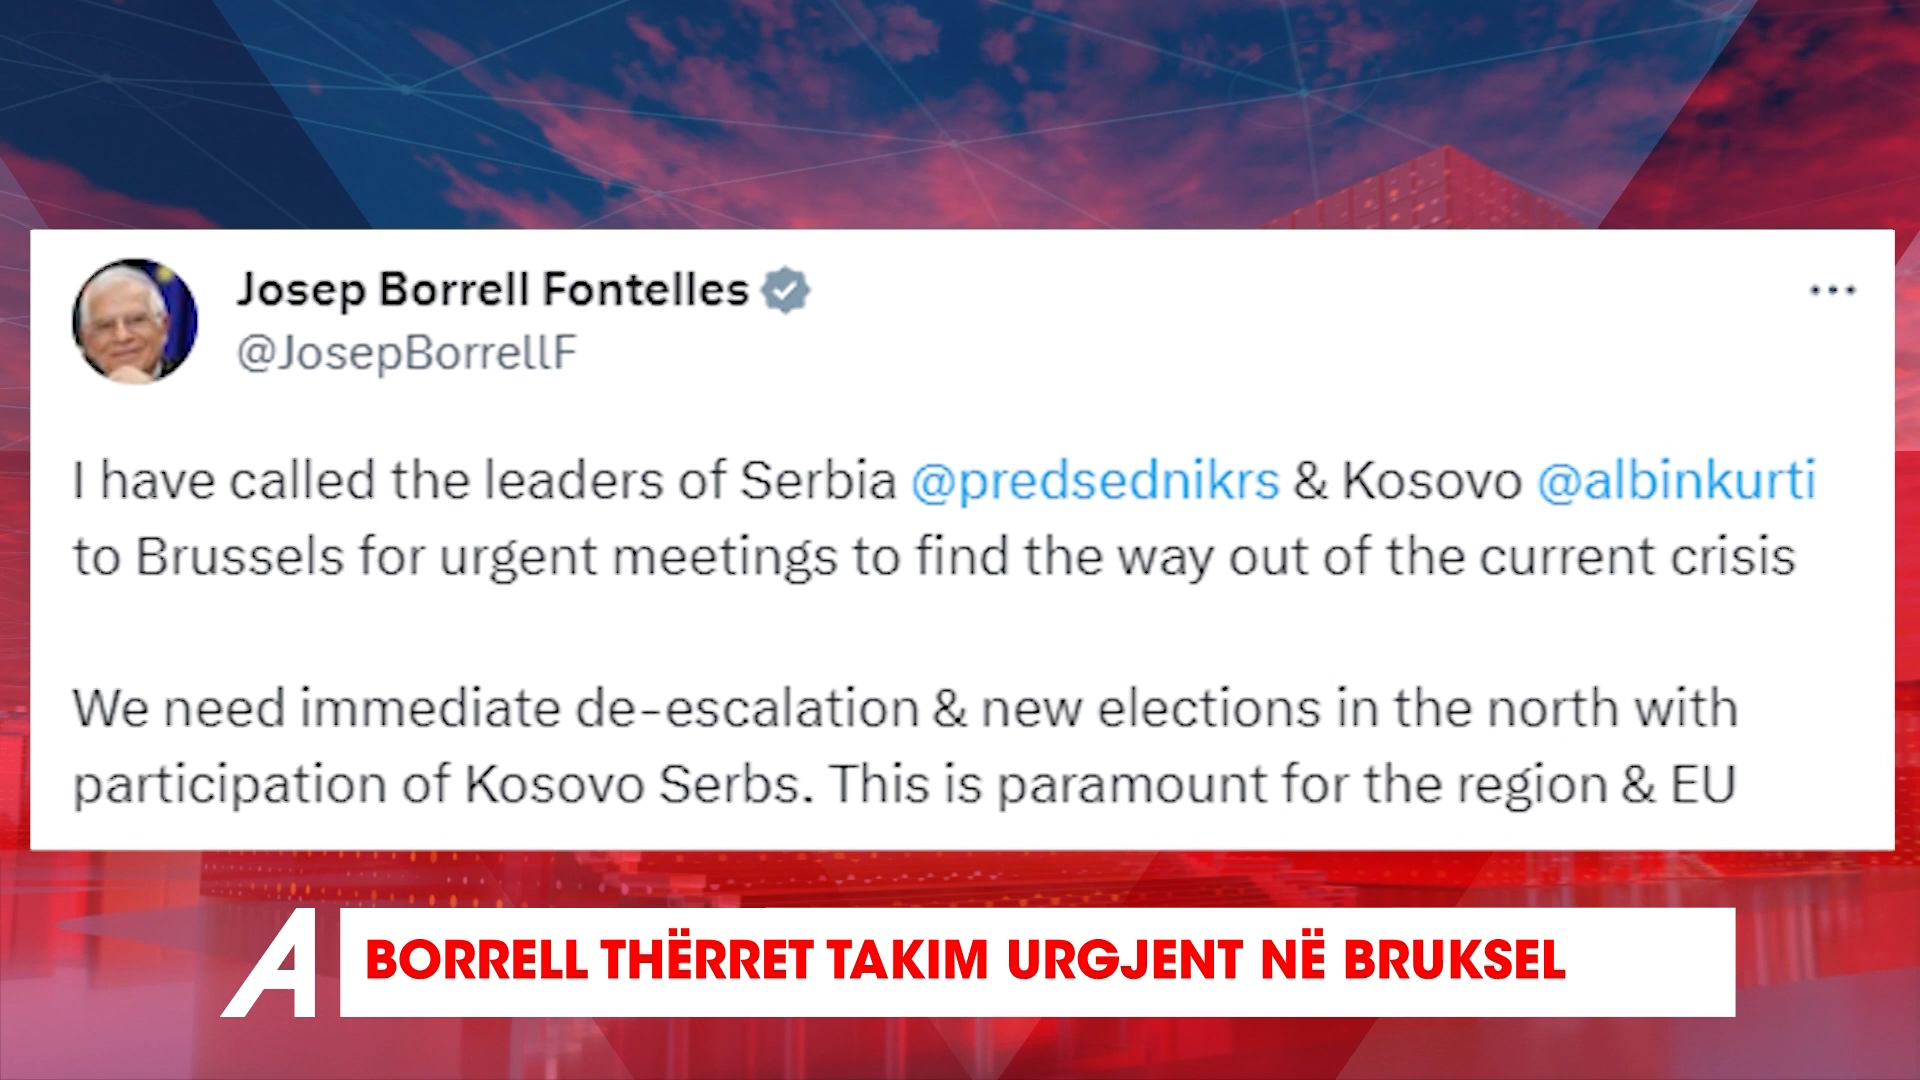 Josep Borrell Fontelles
@JosepBorrellF
I have called the leaders of Serbia @predsednikrs & Kosovo @albinkurti
to Brussels for urgent meetings to find the way out of the current crisis
We need immediate de-escalation & new elections in the north with
participation of Kosovo Serbs. This is paramount for the region & EU
A BORRELL THËRRET TAKIM URGJENT NË BRUKSEL